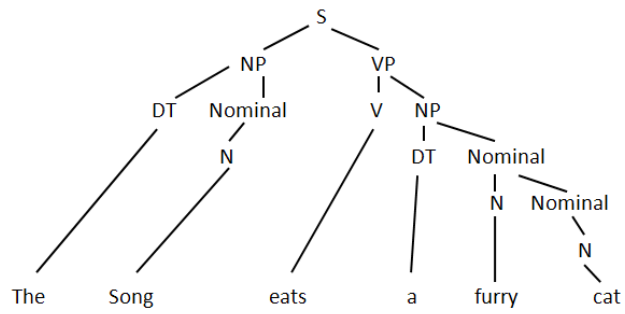 S
NP VP
DT Nominal V NP
N DT Nominal
N Nominal
N
The Song eats a furry cat